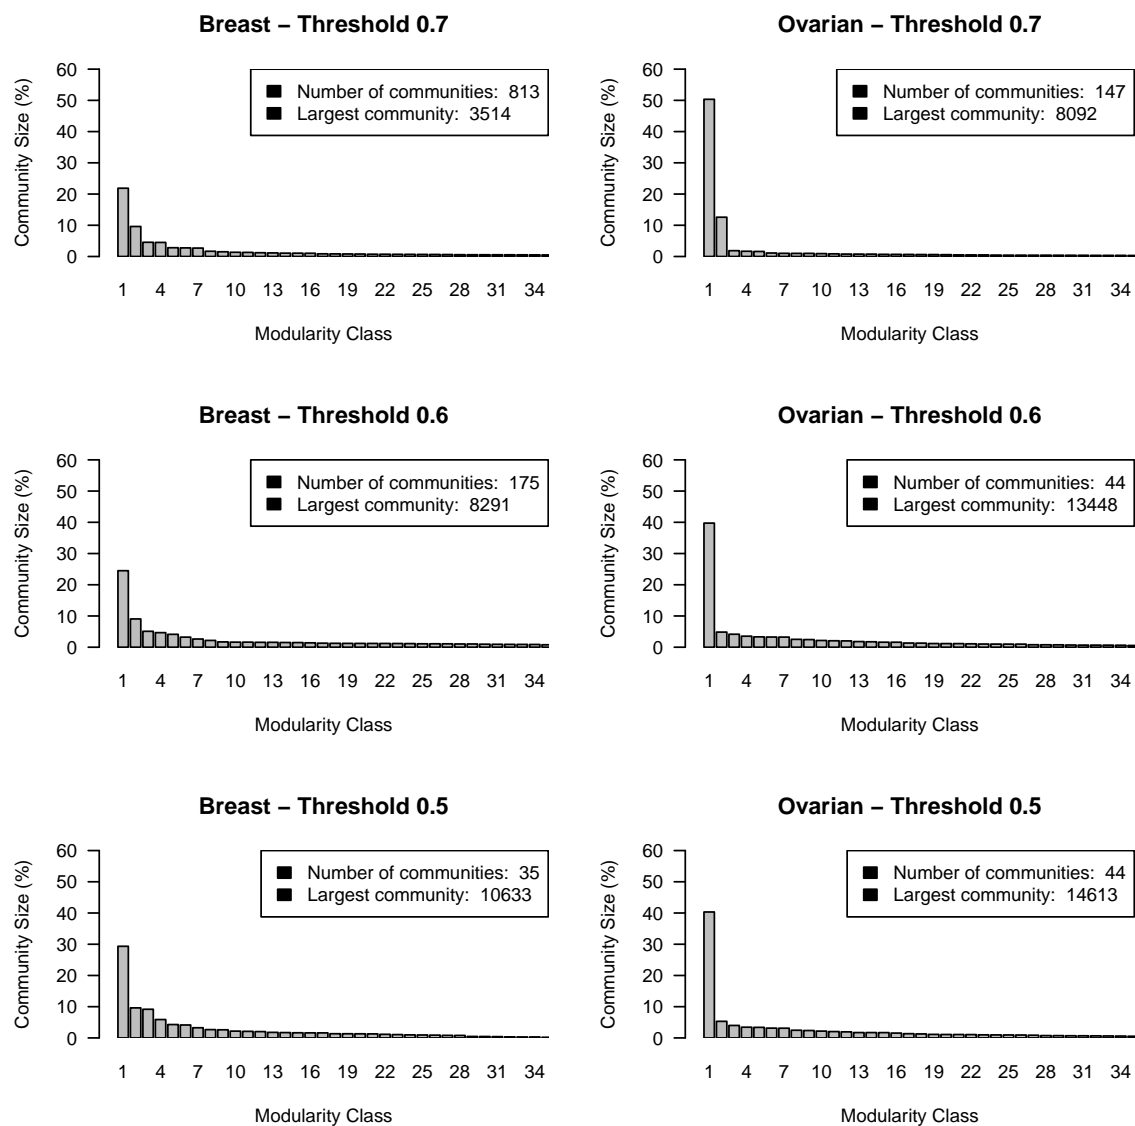 Breast – Threshold 0.7
Community Size (%)
60
50
40
30
20
10
0
Number of communities: 813
Largest community: 3514
1 4 7 10 13 16 19 22 25 28 31 34
Modularity Class
Ovarian – Threshold 0.7
Community Size (%)
60
50
40
30
20
10
0
Number of communities: 147
Largest community: 8092
1 4 7 10 13 16 19 22 25 28 31 34
Modularity Class
Breast – Threshold 0.6
Community Size (%)
60
50
40
30
20
10
0
Number of communities: 175
Largest community: 8291
1 4 7 10 13 16 19 22 25 28 31 34
Modularity Class
Ovarian – Threshold 0.6
Community Size (%)
60
50
40
30
20
10
0
Number of communities: 44
Largest community: 13448
1 4 7 10 13 16 19 22 25 28 31 34
Modularity Class
Breast – Threshold 0.5
Community Size (%)
60
50
40
30
20
10
0
Number of communities: 35
Largest community: 10633
1 4 7 10 13 16 19 22 25 28 31 34
Modularity Class
Ovarian – Threshold 0.5
Community Size (%)
60
50
40
30
20
10
0
Number of communities: 44
Largest community: 14613
1 4 7 10 13 16 19 22 25 28 31 34
Modularity Class